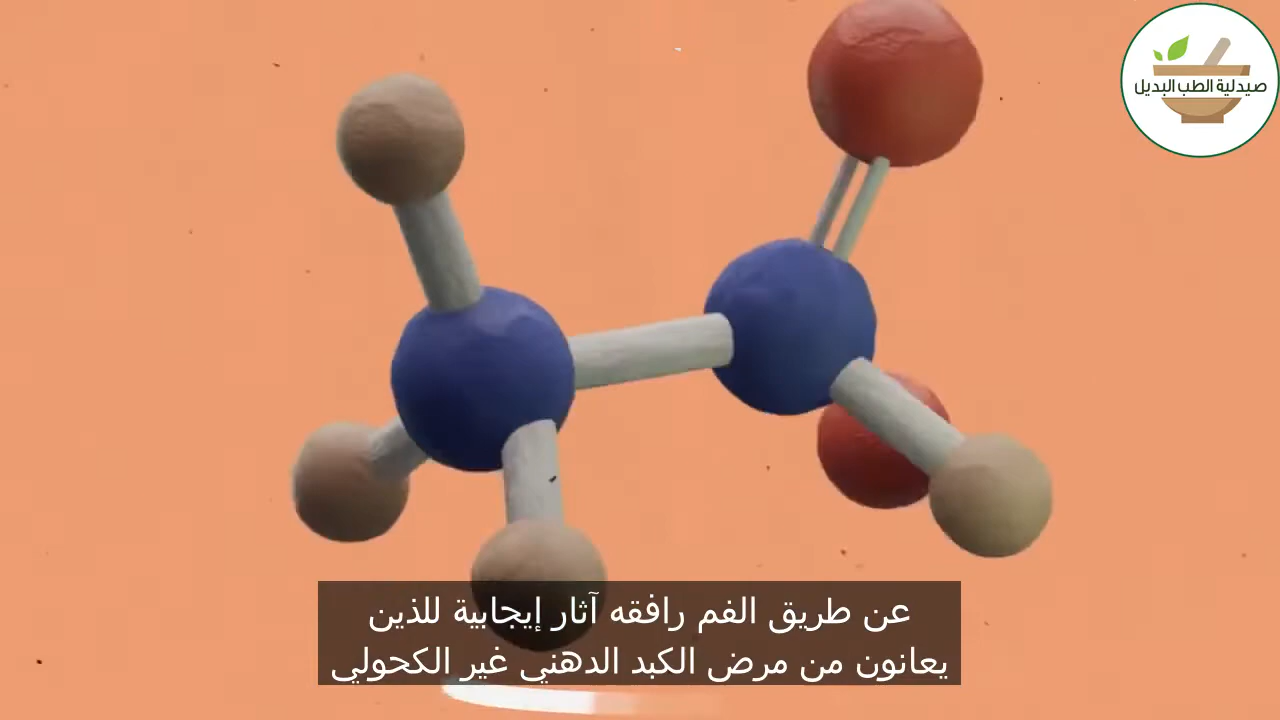 صيدلية الطب البديل
عن طريق الفم رافقه آثار إيجابية للذين
يعانون من مرض الكبد الدهني غير الكحولي